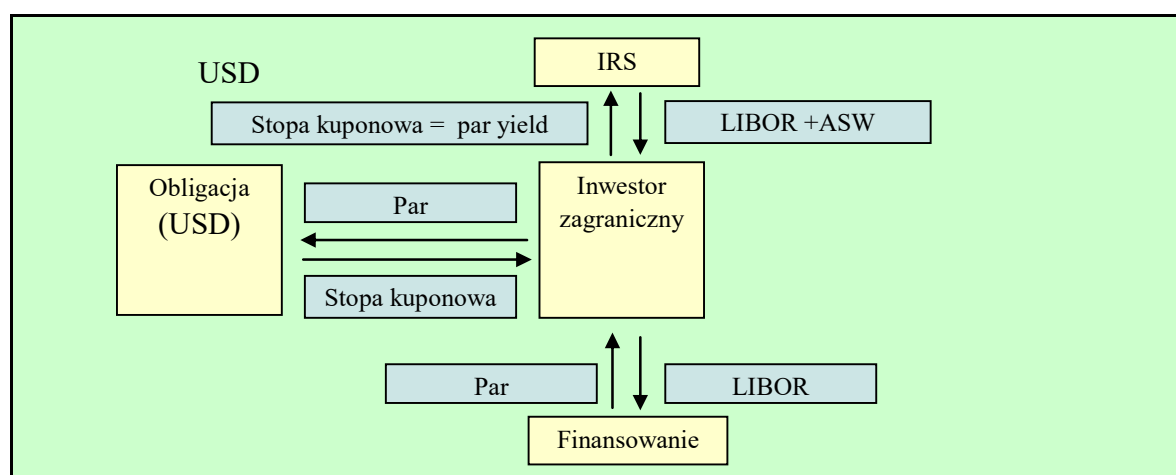 IRS
USD
Stopa kuponowa = par yield
LIBOR +ASW
Obligacja
(USD)
Par
Inwestor
zagraniczny
Stopa kuponowa
Par
LIBOR
Finansowanie